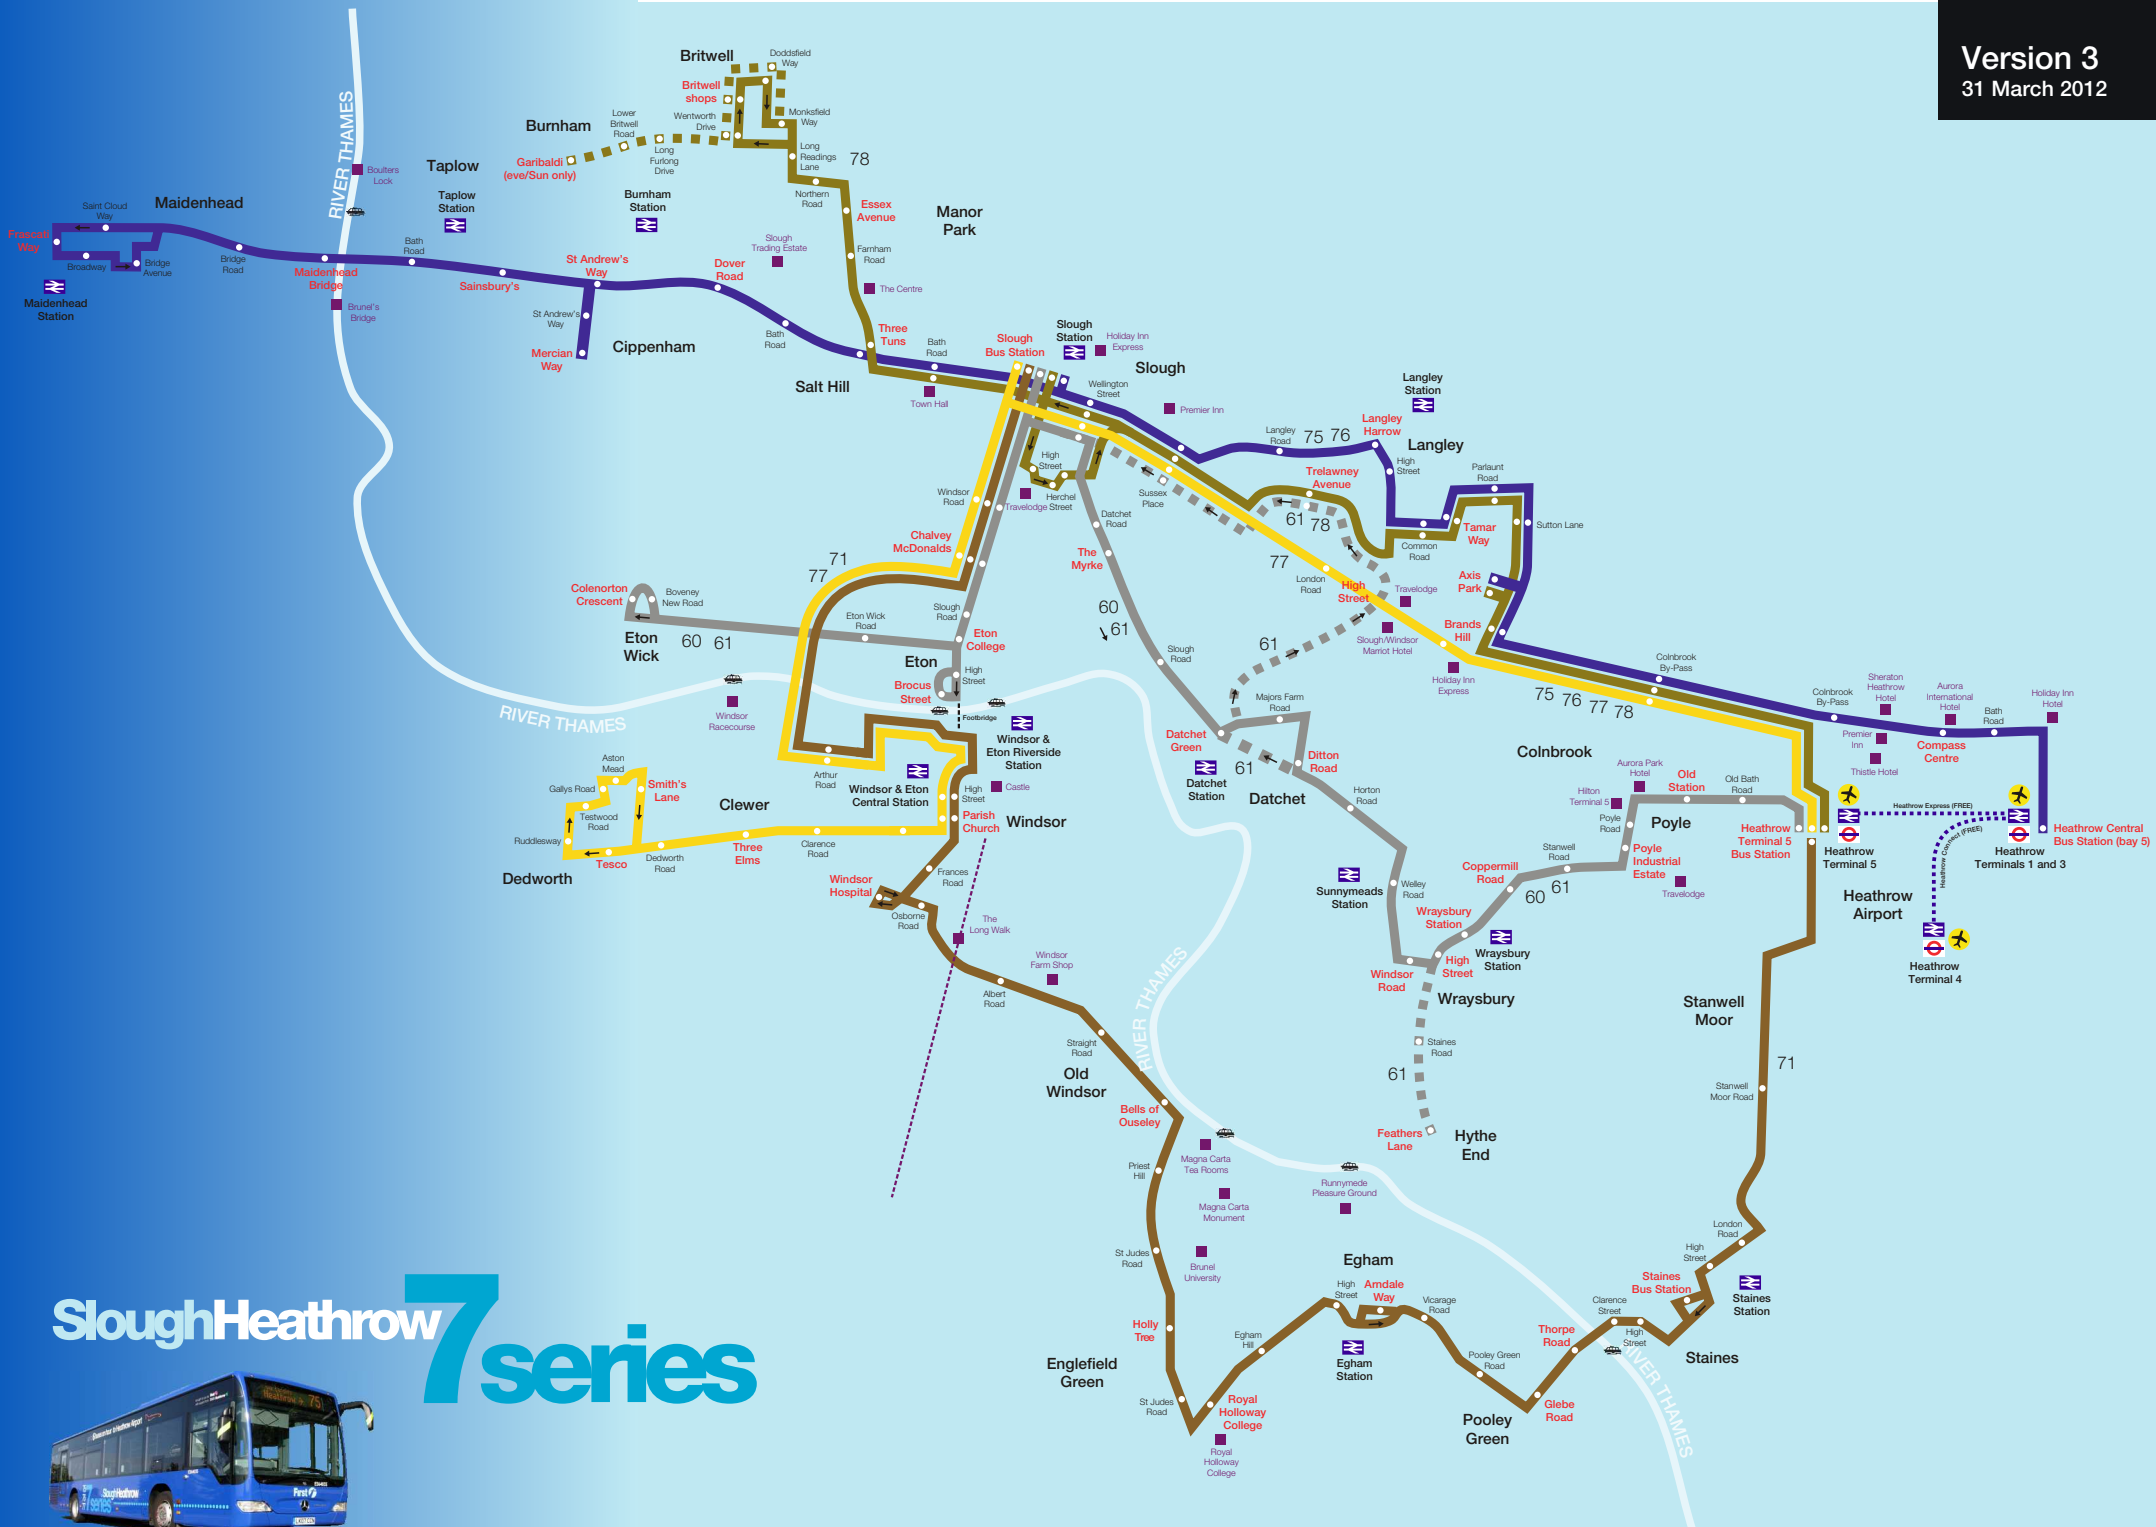 Version 3
31 March 2012
Britwell
Doddsfield
Way
Britwell
shops
Monksfield
Way
Burnham
Lower
Britwell
Road
Wentworth
Drive
Long
Furlong
Drive
Long
Readings
Lane
78
Garibaldi
(eve/Sun only)
Northern
Road
Essex
Avenue
Manor
Park
Farnham
Road
The Centre
Three
Tuns
RIVER THAMES
Boulters
Lock
Taplow
Taplow
Station
Burnham
Station
Slough
Trading Estate
Maidenhead
Saint Cloud
Way
Frascati
Way
Broadway
Bridge
Avenue
Maidenhead
Station
Bridge
Road
Maidenhead
Bridge
Brunel's
Bridge
Bath
Road
Sainsbury's
St Andrew's
Way
St Andrew's
Way
Mercian
Way
Cippenham
Dover
Road
Bath
Road
Salt Hill
Bath
Road
Town Hall
Slough
Bus Station
Slough
Station
Holiday Inn
Express
Slough
Wellington
Street
Premier Inn
Langley
Station
Langley
Harrow
Langley
Langley
Road
75 76
High
Street
Parlaunt
Road
Trelawney
Avenue
61 78
Common
Road
Tamar
Way
Sutton Lane
Axis
Park
Brands
Hill
High
Street
Herchel
Street
Travelodge
Sussex
Place
Windsor
Road
Chalvey
McDonalds
71
77
Datchet
Road
The
Myrke
60
61
77
London
Road
High
Street
Travelodge
Slough/Windsor
Marriot Hotel
Holiday Inn
Express
Colenorton
Crescent
Boveney
New Road
Eton
Wick
60 61
Eton Wick
Road
Slough
Road
Eton
College
Eton
High
Street
Brocus
Street
Footbridge
61
Slough
Road
Majors Farm
Road
Datchet
Green
61
Ditton
Road
Datchet
Station
Datchet
Horton
Road
75 76 77 78
Colnbrook
By-Pass
Colnbrook
By-Pass
Sheraton
Heathrow
Hotel
Aurora
International
Hotel
Bath
Road
Holiday Inn
Hotel
Premier
Inn
Thistle Hotel
Compass
Centre
Colnbrook
Aurora Park
Hotel
Old
Station
Old Bath
Road
Hilton
Terminal 5
Poyle
Road
Poyle
Heathrow
Terminal 5
Bus Station
Heathrow
Terminal 5
Heathrow Express (FREE)
Heathrow Connect (FREE)
Heathrow
Terminals 1 and 3
Heathrow Central
Bus Station (bay 5)
Heathrow
Airport
Heathrow
Terminal 4
Poyle
Industrial
Estate
Travelodge
Stanwell
Road
Coppermill
Road
60 61
Wraysbury
Station
Wraysbury
Station
High
Street
Wraysbury
Windsor
Road
Welley
Road
Sunnymeads
Station
Staines
Road
61
Feathers
Lane
Hythe
End
RIVER THAMES
Windsor
Racecourse
Windsor &
Eton Riverside
Station
Arthur
Road
Windsor & Eton
Central Station
Castle
High
Street
Parish
Church
Windsor
Aston
Mead
Smith's
Lane
Gallys Road
Testwood
Road
Ruddlesway
Tesco
Dedworth
Road
Dedworth
Clewer
Three
Elms
Clarence
Road
Windsor
Hospital
Frances
Road
Osborne
Road
The
Long Walk
Windsor
Farm Shop
Albert
Road
Straight
Road
Old
Windsor
RIVER THAMES
Bells of
Ouseley
Priest
Hill
Magna Carta
Tea Rooms
Magna Carta
Monument
Runnymede
Pleasure Ground
St Judes
Road
Brunel
University
Holly
Tree
Englefield
Green
St Judes
Road
Royal
Holloway
College
Royal
Holloway
College
Egham
Hill
Egham
High
Street
Arndale
Way
Egham
Station
Vicarage
Road
Pooley Green
Road
Pooley
Green
Glebe
Road
Thorpe
Road
Clarence
Street
High
Street
Staines
Staines
Bus Station
Staines
Station
High
Street
London
Road
RIVER THAMES
Stanwell
Moor
71
Stanwell
Moor Road
SloughHeathrow
7series
Heathrow 75
SloughHeathrow
7series
First